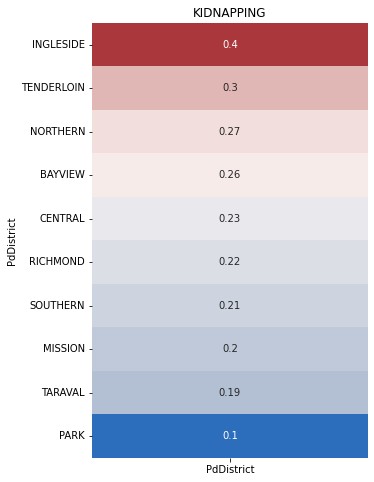 KIDNAPPING
INGLESIDE 0.4
TENDERLOIN 0.3
NORTHERN 0.27
BAYVIEW 0.26
CENTRAL 0.23
RICHMOND 0.22
SOUTHERN 0.21
MISSION 0.2
TARAVAL 0.19
PARK 0.1
PdDistrict
PdDistrict